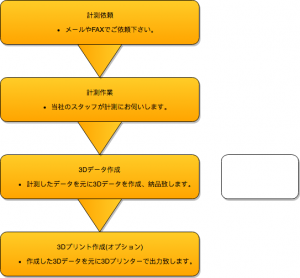 計測依頼
• メールやFAXでご依頼下さい。
計測作業
• 当社のスタッフが計測にお伺いします。
3Dデータ作成
• 計測したデータを元に3Dデータを作成、納品致します。
3Dプリント作成(オプション)
• 作成した3Dデータを元に3Dプリンターで出力致します。